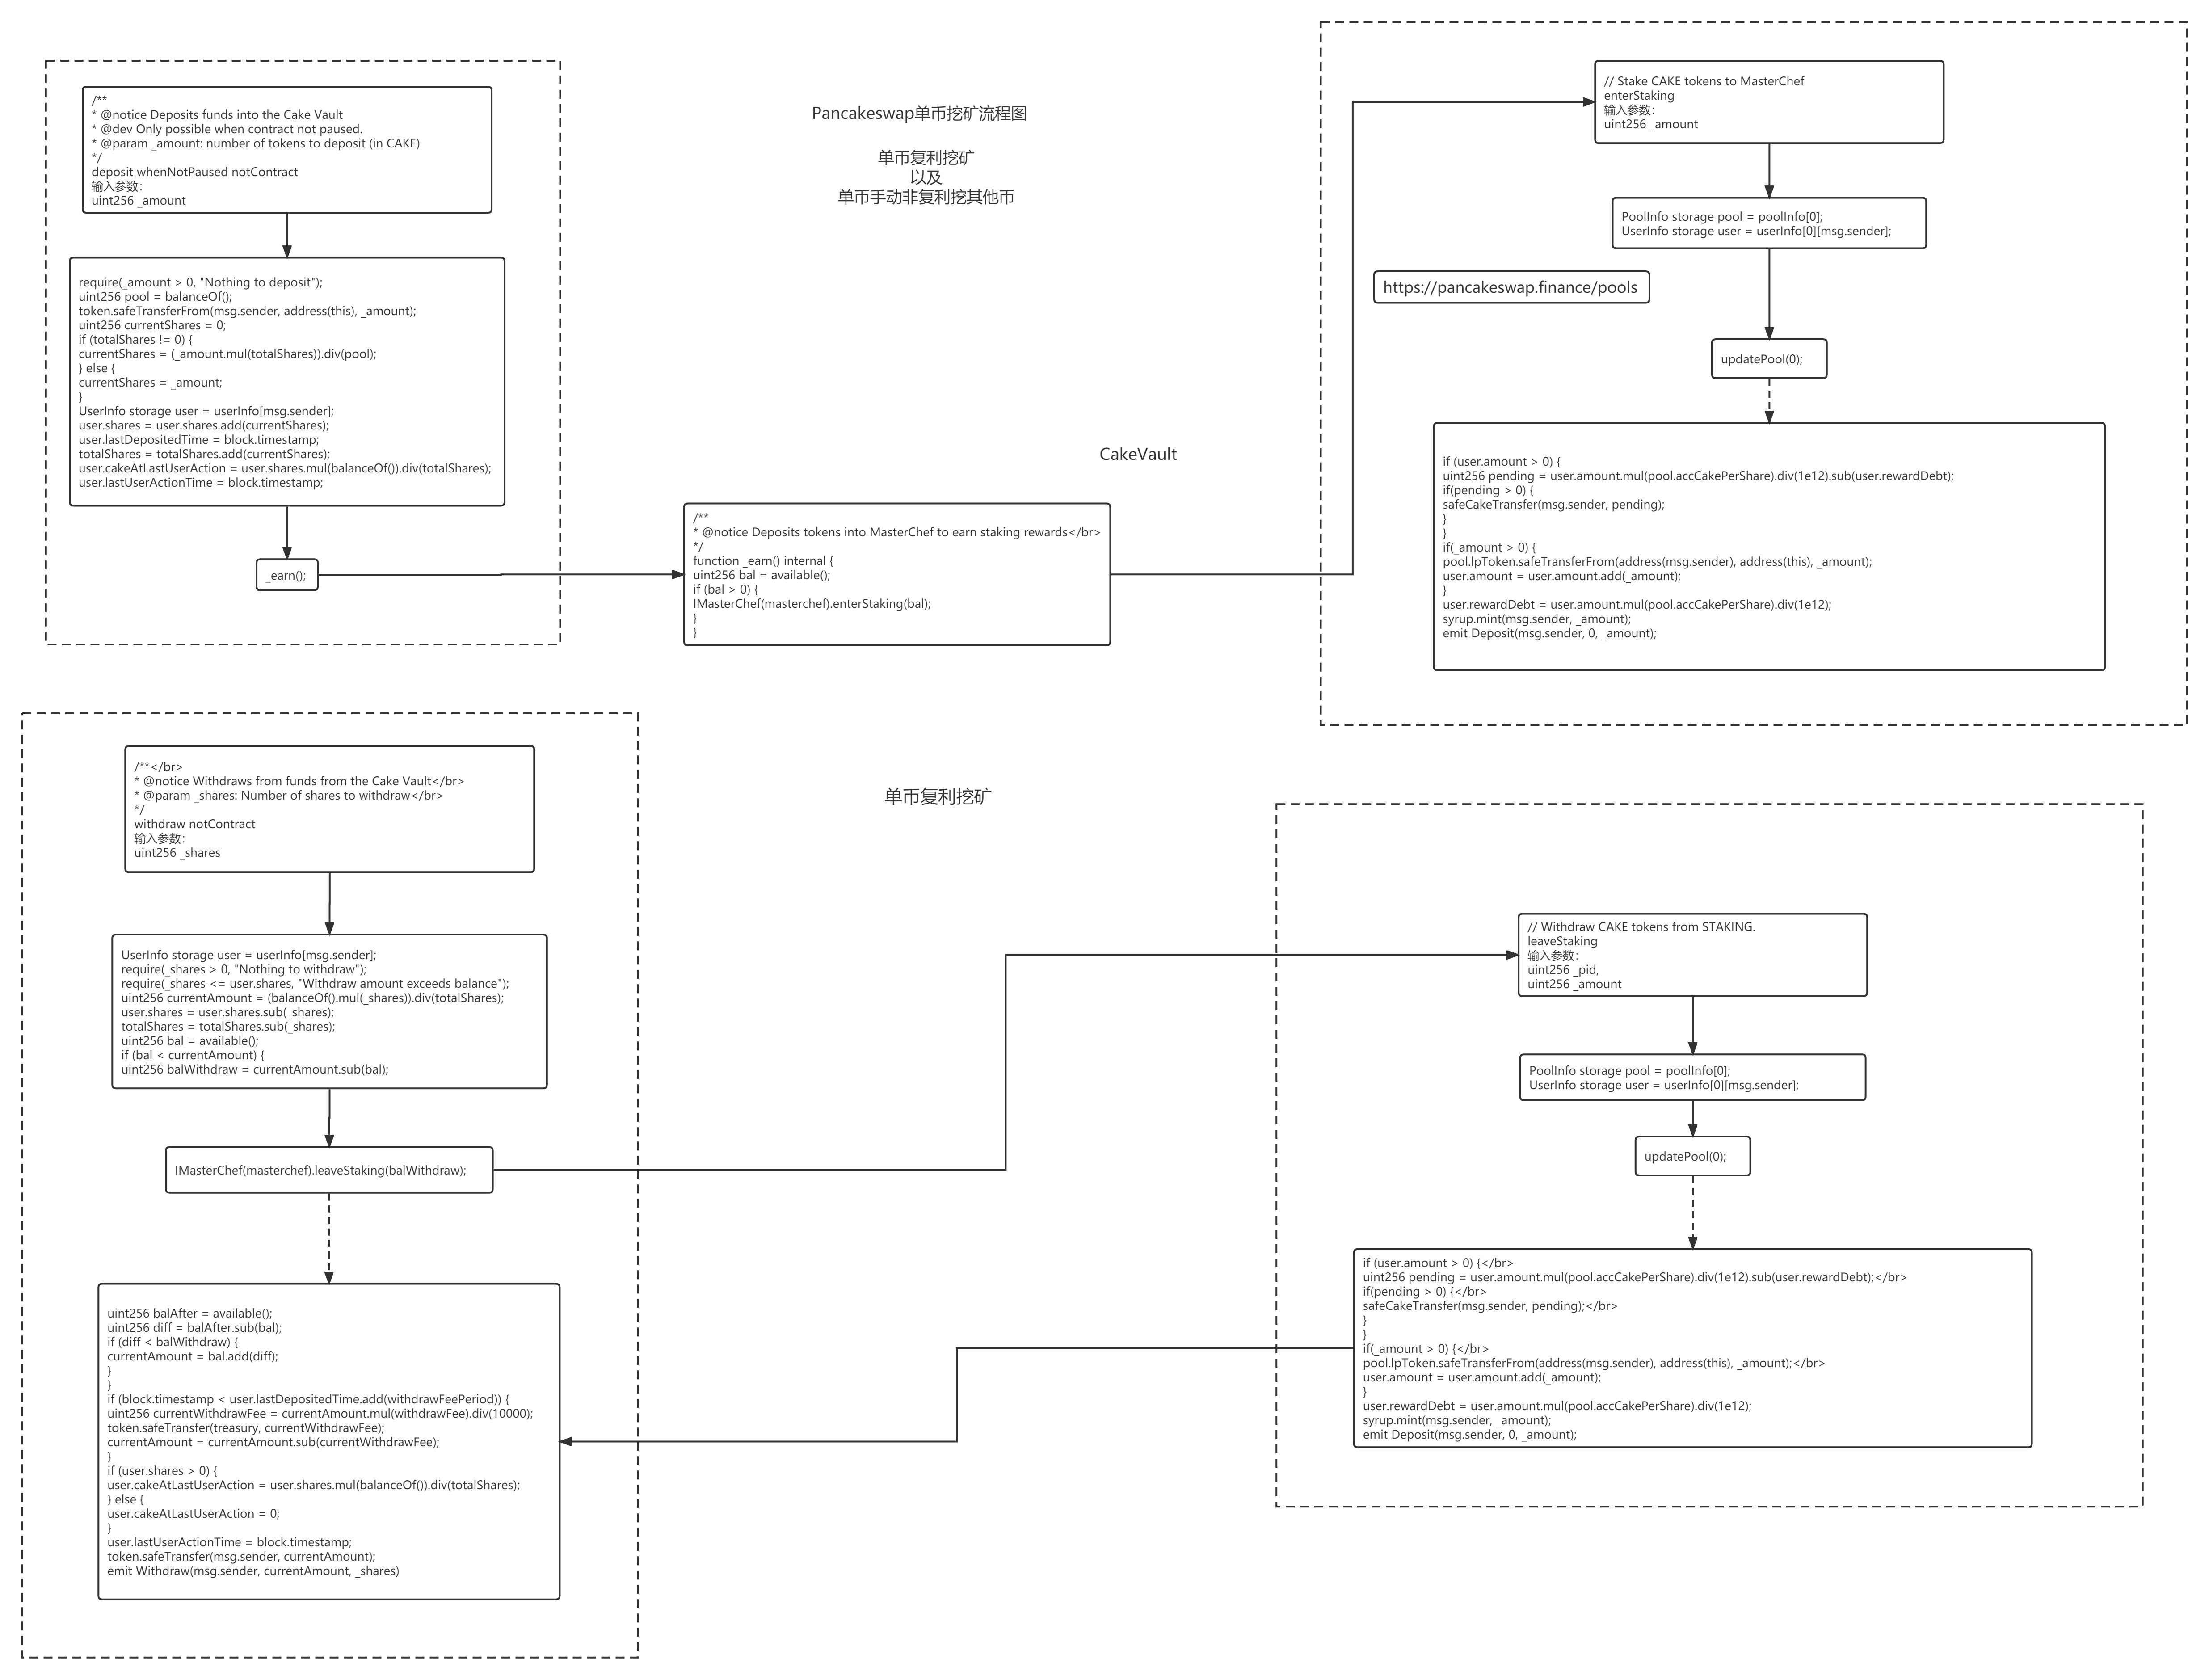 /**
* @notice Deposits funds into the Cake Vault
* @dev Only possible when contract not paused.
* @param _amount: number of tokens to deposit (in CAKE)
*/
deposit whenNotPaused notContract
输入参数:
uint256 _amount
require(_amount > 0, "Nothing to deposit");
uint256 pool = balanceOf();
token.safeTransferFrom(msg.sender, address(this), _amount);
uint256 currentShares = 0;
if (totalShares != 0) {
currentShares = (_amount.mul(totalShares)).div(pool);
} else {
currentShares = _amount;
}
UserInfo storage user = userInfo[msg.sender];
user.shares = user.shares.add(currentShares);
user.lastDepositedTime = block.timestamp;
totalShares = totalShares.add(currentShares);
user.cakeAtLastUserAction = user.shares.mul(balanceOf()).div(totalShares);
user.lastUserActionTime = block.timestamp;
_earn();
Pancakeswap单币挖矿流程图
单币复利挖矿
以及
单币手动非复利挖其他币
CakeVault
/**
* @notice Deposits tokens into MasterChef to earn staking rewards</br>
*/
function _earn() internal {
uint256 bal = available();
if (bal > 0) {
IMasterChef(masterchef).enterStaking(bal);
}
}
// Stake CAKE tokens to MasterChef
enterStaking
输入参数:
uint256 _amount
PoolInfo storage pool = poolInfo[0];
UserInfo storage user = userInfo[0][msg.sender];
https://pancakeswap.finance/pools
updatePool(0);
if (user.amount > 0) {
uint256 pending = user.amount.mul(pool.accCakePerShare).div(1e12).sub(user.rewardDebt);
if(pending > 0) {
safeCakeTransfer(msg.sender, pending);
}
}
if(_amount > 0) {
pool.lpToken.safeTransferFrom(address(msg.sender), address(this), _amount);
user.amount = user.amount.add(_amount);
}
user.rewardDebt = user.amount.mul(pool.accCakePerShare).div(1e12);
syrup.mint(msg.sender, _amount);
emit Deposit(msg.sender, 0, _amount);
/**</br>
* @notice Withdraws from funds from the Cake Vault</br>
* @param _shares: Number of shares to withdraw</br>
*/
withdraw notContract
输入参数:
uint256 _shares
UserInfo storage user = userInfo[msg.sender];
require(_shares > 0, "Nothing to withdraw");
require(_shares <= user.shares, "Withdraw amount exceeds balance");
uint256 currentAmount = (balanceOf().mul(_shares)).div(totalShares);
user.shares = user.shares.sub(_shares);
totalShares = totalShares.sub(_shares);
uint256 bal = available();
if (bal < currentAmount) {
uint256 balWithdraw = currentAmount.sub(bal);
IMasterChef(masterchef).leaveStaking(balWithdraw);
uint256 balAfter = available();
uint256 diff = balAfter.sub(bal);
if (diff < balWithdraw) {
currentAmount = bal.add(diff);
}
}
if (block.timestamp < user.lastDepositedTime.add(withdrawFeePeriod)) {
uint256 currentWithdrawFee = currentAmount.mul(withdrawFee).div(10000);
token.safeTransfer(treasury, currentWithdrawFee);
currentAmount = currentAmount.sub(currentWithdrawFee);
}
if (user.shares > 0) {
user.cakeAtLastUserAction = user.shares.mul(balanceOf()).div(totalShares);
} else {
user.cakeAtLastUserAction = 0;
}
user.lastUserActionTime = block.timestamp;
token.safeTransfer(msg.sender, currentAmount);
emit Withdraw(msg.sender, currentAmount, _shares)
单币复利挖矿
// Withdraw CAKE tokens from STAKING.
leaveStaking
输入参数:
uint256 _pid,
uint256 _amount
PoolInfo storage pool = poolInfo[0];
UserInfo storage user = userInfo[0][msg.sender];
updatePool(0);
if (user.amount > 0) {</br>
uint256 pending = user.amount.mul(pool.accCakePerShare).div(1e12).sub(user.rewardDebt);</br>
if(pending > 0) {</br>
safeCakeTransfer(msg.sender, pending);</br>
}
}
if(_amount > 0) {</br>
pool.lpToken.safeTransferFrom(address(msg.sender), address(this), _amount);</br>
user.amount = user.amount.add(_amount);
}
user.rewardDebt = user.amount.mul(pool.accCakePerShare).div(1e12);
syrup.mint(msg.sender, _amount);
emit Deposit(msg.sender, 0, _amount);